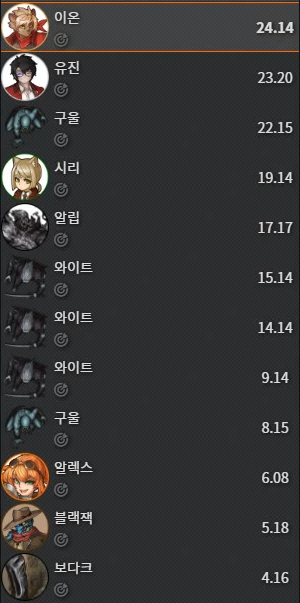 이온
24.14
유진
23.20
구울
22.15
시리
19.14
알립
17.17
와이트
15.14
와이트
14.14
와이트
9.14
구울
8.15
알렉스
6.08
블랙잭
5.18
보다크
4.16